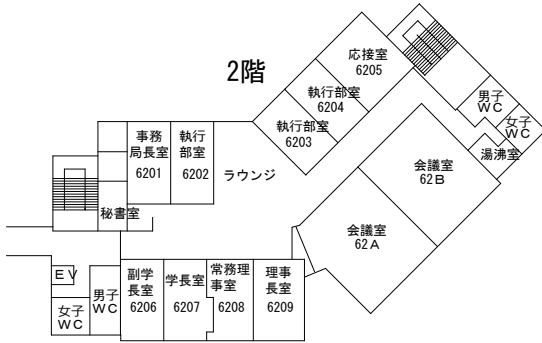 2階
応接室
6205
執行部室
6204
執行部室
6203
男子
WC
女子
WC
湯沸室
事務
局長室
6201
執行
部室
6202
ラウンジ
会議室
62B
会議室
62A
秘書室
EV
女子
WC
男子
WC
副学
長室
6206
学長室
6207
常務理
事室
6208
理事
長室
6209